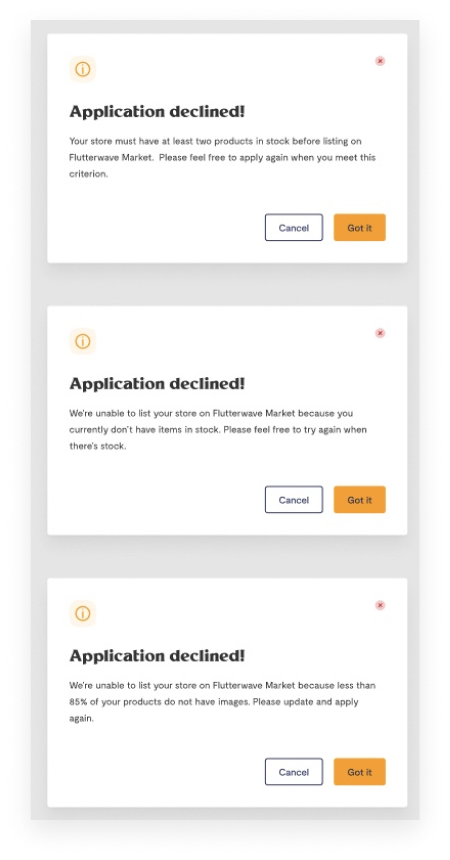 Application declined!
Your store must have at least two products in stock before listing on
Flutterwave Market. Please feel free to apply again when you meet this
criterion.
Cancel Got it
Application declined!
We're unable to list your store on Flutterwave Market because you
currently don't have items in stock. Please feel free to try again when
there's stock.
Cancel Got it
Application declined!
We're unable to list your store on Flutterwave Market because less than
85% of your products do not have images. Please update and apply
again.
Cancel Got it